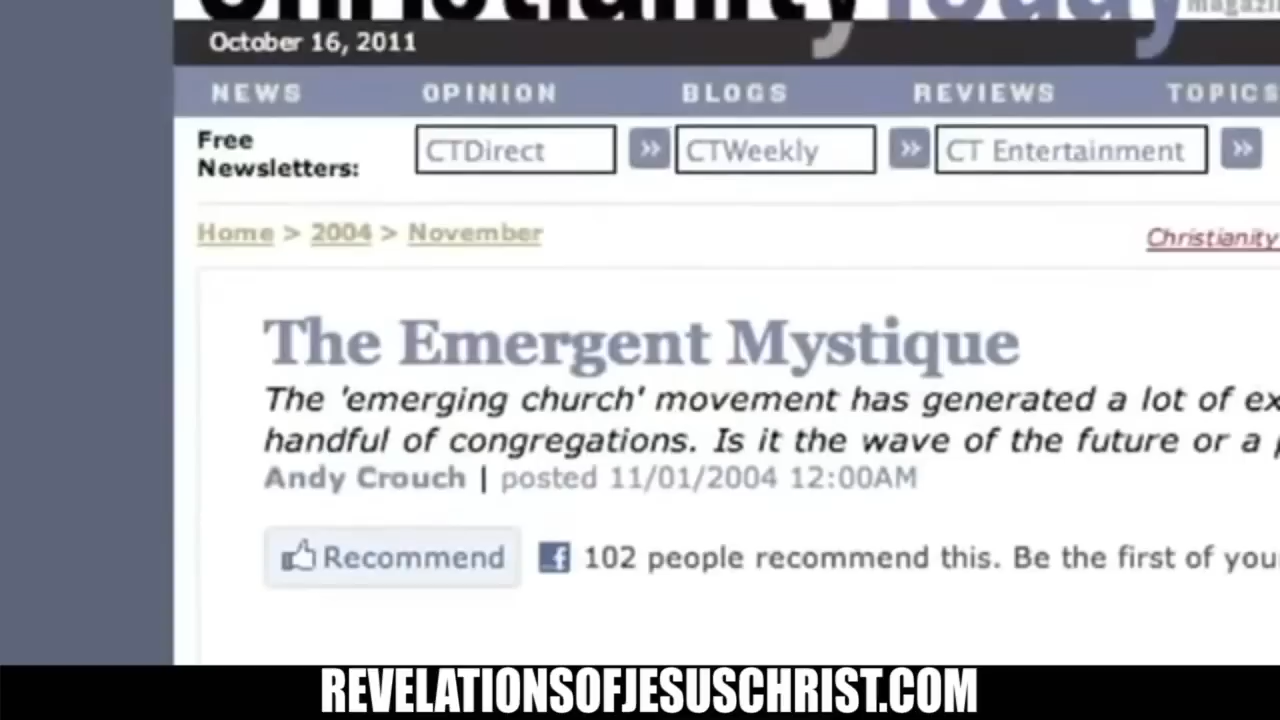 ChristianityToday magazin
October 16, 2011
NEWS OPINION BLOGS REVIEWS TOPICS
Free
Newsletters:
CTDirect » CTWeekly » CT Entertainment »
Home > 2004 > November
Christianity
The Emergent Mystique
The 'emerging church' movement has generated a lot of ex
handful of congregations. Is it the wave of the future or a
Andy Crouch | posted 11/01/2004 12:00AM
Recommend f 102 people recommend this. Be the first of you
REVELATIONSOFJESUSCHRIST.COM